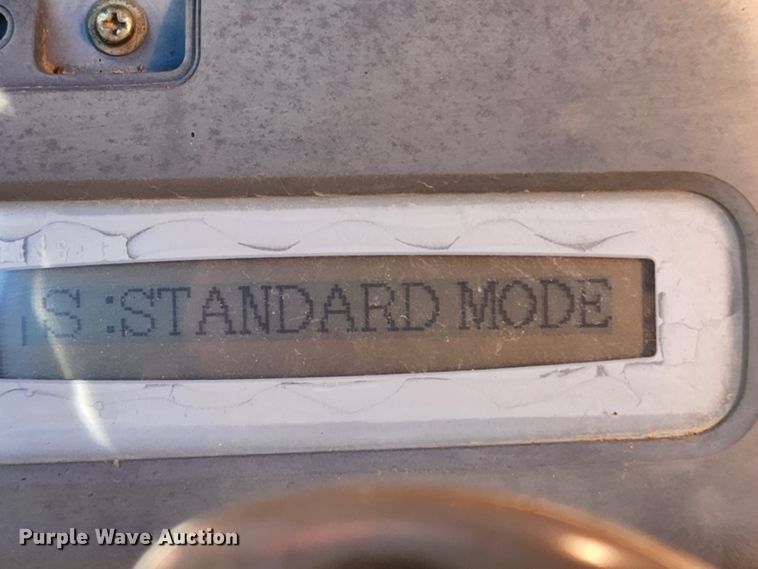 S :STANDARD MODE
Purple Wave Auction